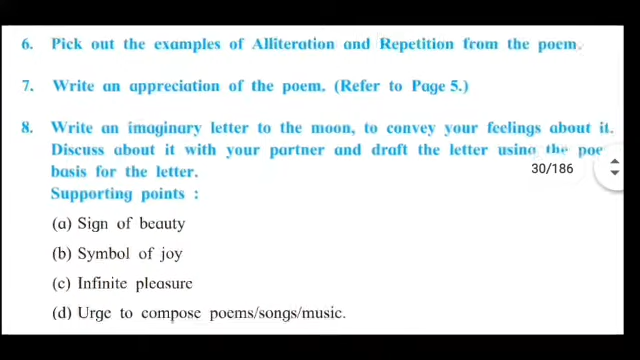 6. Pick out the examples of Alliteration and Repetition from the poem.
7. Write an appreciation of the poem. (Refer to Page 5.)
8. Write an imaginary letter to the moon, to convey your feelings about it.
Discuss about it with your partner and draft the letter using the
basis for the letter.
30/186
Supporting points :
(a) Sign of beauty
(b) Symbol of joy
(c) Infinite pleasure
(d) Urge to compose poems/songs/music.